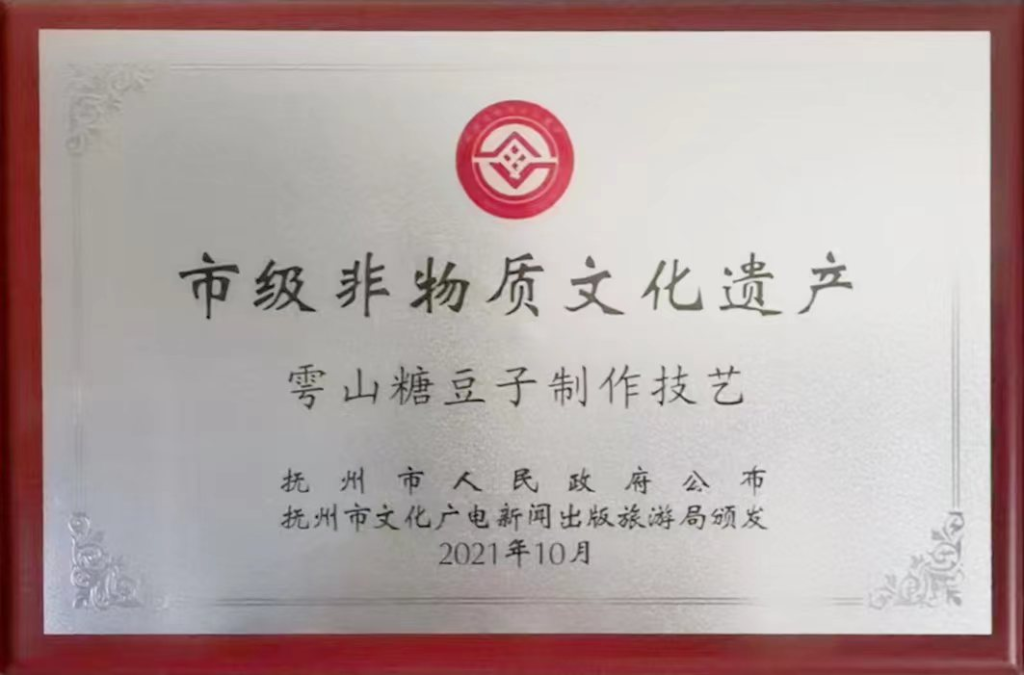 市级非物质文化遗产
雩山糖豆子制作技艺
抚州市人民政府公布
抚州市文化广电新闻出版旅游局颁发
2021年10月